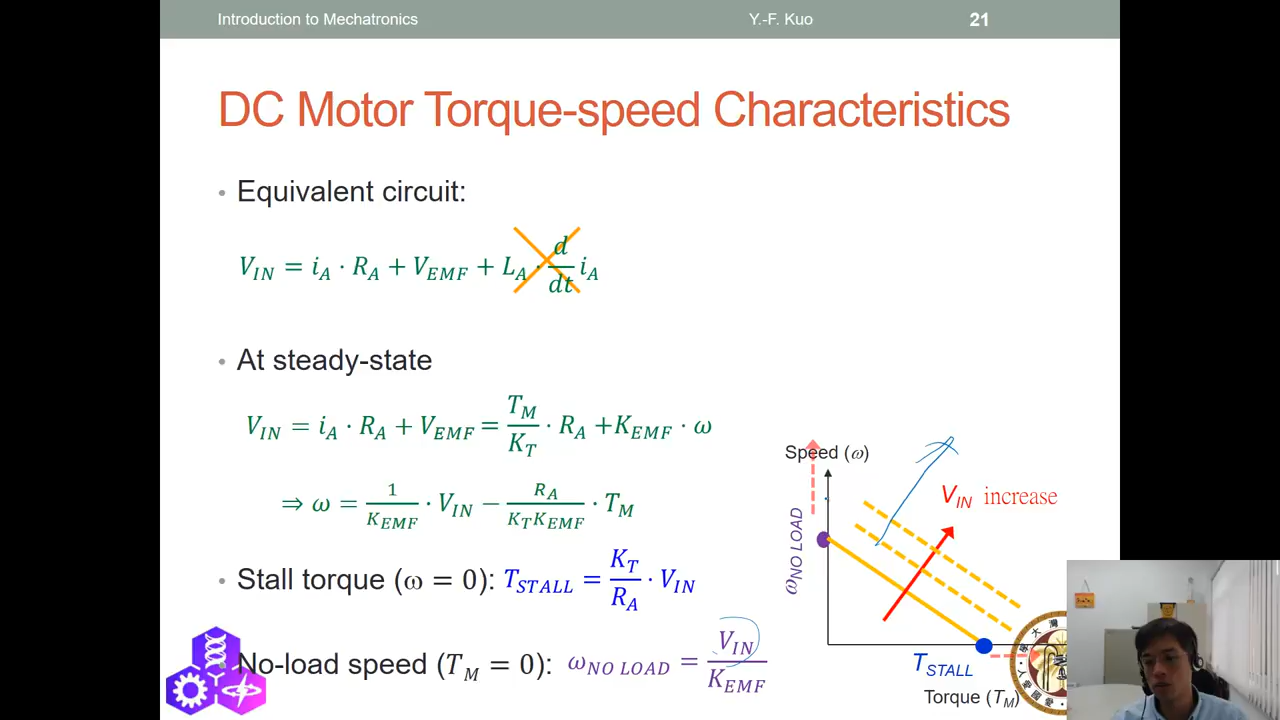 Introduction to Mechatronics Y.-F. Kuo 21
DC Motor Torque-speed Characteristics
• Equivalent circuit:
V_IN = i_A · R_A + V_EMF + L_A · d/dt i_A
• At steady-state
V_IN = i_A · R_A + V_EMF = T_M/K_T · R_A + K_EMF · ω
⇒ ω = 1/K_EMF · V_IN − R_A/(K_T K_EMF) · T_M
• Stall torque (ω = 0): T_STALL = K_T/R_A · V_IN
• No-load speed (T_M = 0): ω_NO LOAD = V_IN/K_EMF
Speed (ω)
V_IN increase
ω_NO LOAD
T_STALL
Torque (T_M)